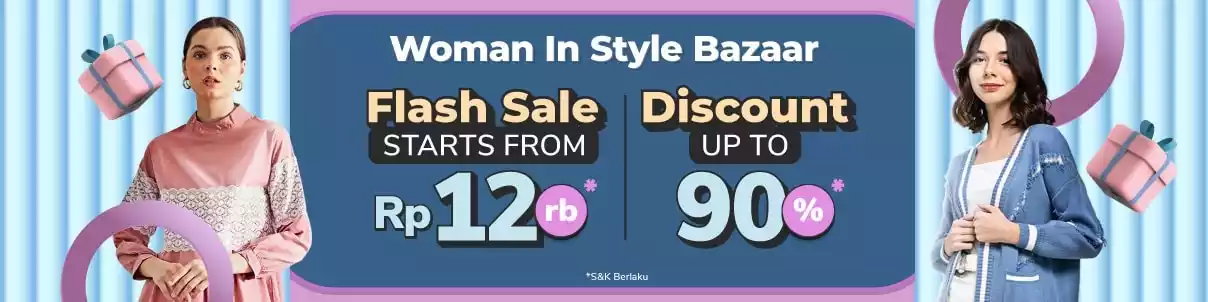 Woman In Style Bazaar
Flash Sale
STARTS FROM
Rp 12 rb*
Discount
UP TO
90%*
*S&K Berlaku